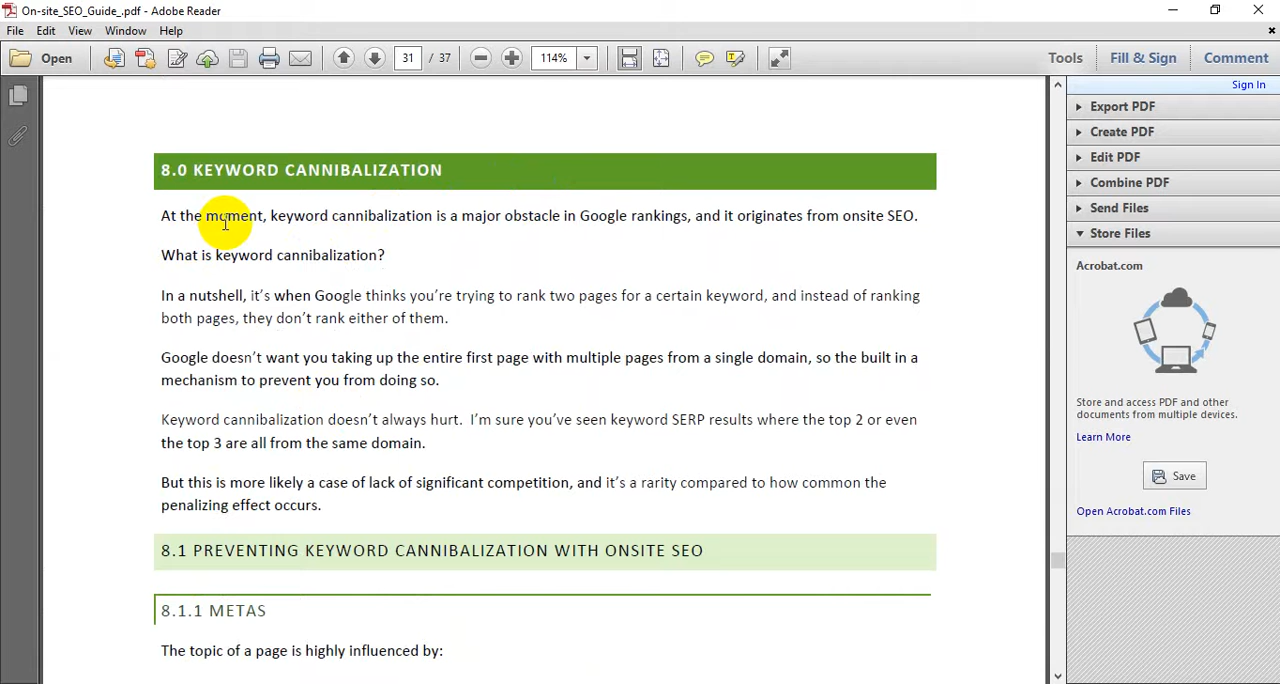 On-site_SEO_Guide_.pdf - Adobe Reader
File Edit View Window Help
Open 31 / 37 114% Tools Fill & Sign Comment
Sign In
Export PDF
Create PDF
Edit PDF
Combine PDF
Send Files
Store Files
Acrobat.com
Store and access PDF and other
documents from multiple devices.
Learn More
Save
Open Acrobat.com Files
8.0 KEYWORD CANNIBALIZATION
At the moment, keyword cannibalization is a major obstacle in Google rankings, and it originates from onsite SEO.
What is keyword cannibalization?
In a nutshell, it's when Google thinks you're trying to rank two pages for a certain keyword, and instead of ranking
both pages, they don't rank either of them.
Google doesn't want you taking up the entire first page with multiple pages from a single domain, so the built in a
mechanism to prevent you from doing so.
Keyword cannibalization doesn't always hurt. I'm sure you've seen keyword SERP results where the top 2 or even
the top 3 are all from the same domain.
But this is more likely a case of lack of significant competition, and it's a rarity compared to how common the
penalizing effect occurs.
8.1 PREVENTING KEYWORD CANNIBALIZATION WITH ONSITE SEO
8.1.1 METAS
The topic of a page is highly influenced by: